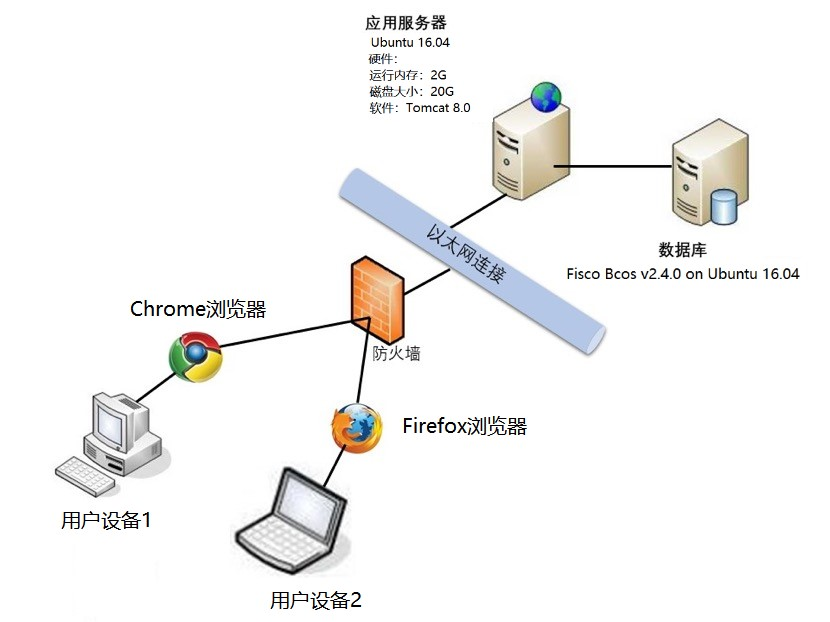 应用服务器
Ubuntu 16.04
硬件：
运行内存：2G
磁盘大小：20G
软件：Tomcat 8.0
以太网连接
数据库
Fisco Bcos v2.4.0 on Ubuntu 16.04
Chrome浏览器
防火墙
Firefox浏览器
用户设备1
用户设备2